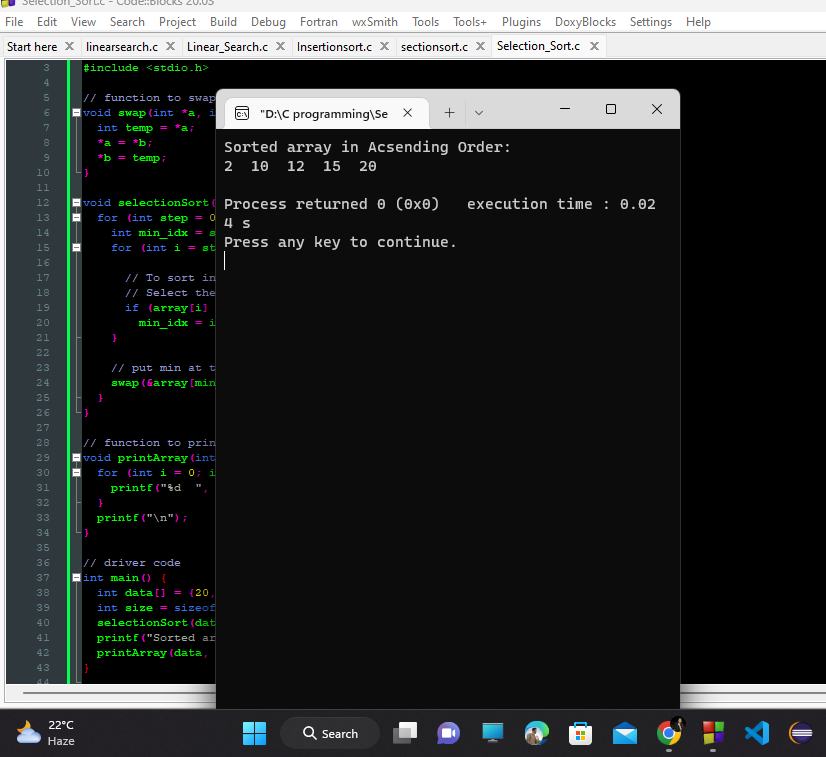 Selection_Sort.c - Code::Blocks 20.03
File Edit View Search Project Build Debug Fortran wxSmith Tools Tools+ Plugins DoxyBlocks Settings Help
Start here linearsearch.c Linear_Search.c Insertionsort.c sectionsort.c Selection_Sort.c
3 #include <stdio.h>
4
5 // function to swap
6 void swap(int *a, i
7 int temp = *a;
8 *a = *b;
9 *b = temp;
10 }
11
12 void selectionSort(
13 for (int step = 0
14 int min_idx = s
15 for (int i = st
16
17 // To sort in
18 // Select the
19 if (array[i]
20 min_idx = i
21 }
22
23 // put min at t
24 swap(&array[min
25 }
26 }
27
28 // function to prin
29 void printArray(int
30 for (int i = 0; i
31 printf("%d  ",
32 }
33 printf("\n");
34 }
35
36 // driver code
37 int main() {
38 int data[] = {20,
39 int size = sizeof
40 selectionSort(dat
41 printf("Sorted ar
42 printArray(data,
43 }
44
"D:\C programming\Se
Sorted array in Acsending Order:
2  10  12  15  20
Process returned 0 (0x0)   execution time : 0.02
4 s
Press any key to continue.
22°C
Haze
Search